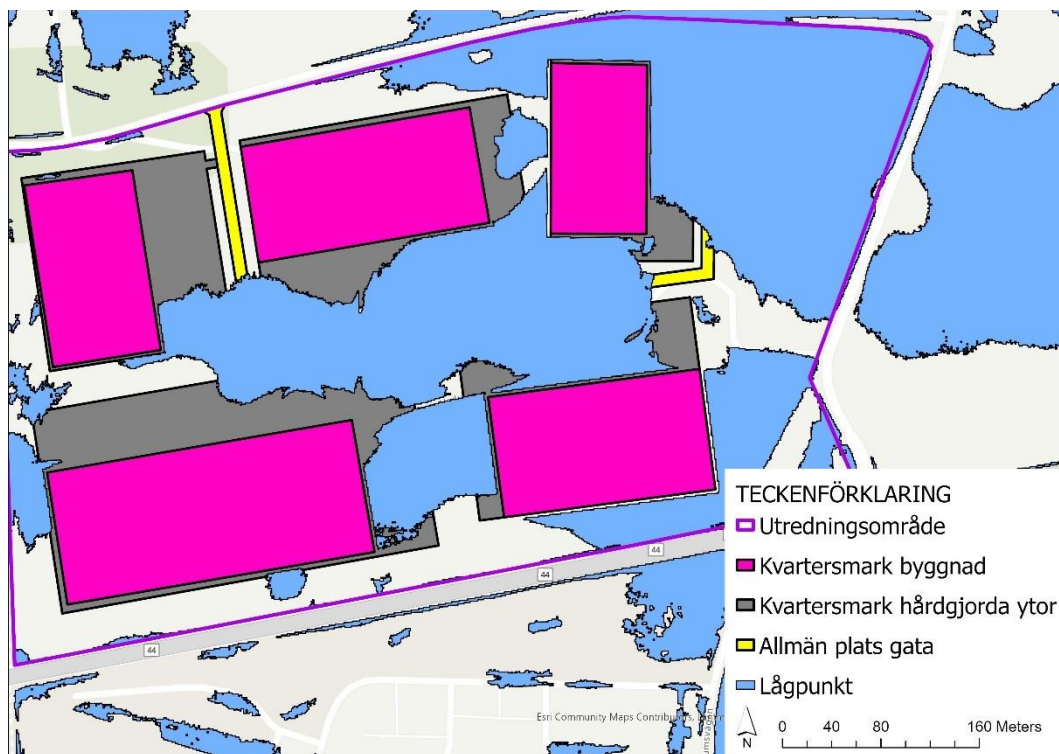 44
44
44
TECKENFÖRKLARING
Utredningsområde
Kvartersmark byggnad
Kvartersmark hårdgjorda ytor
Allmän plats gata
Lågpunkt
Esri Community Maps Contributors,
N
0 40 80 160 Meters